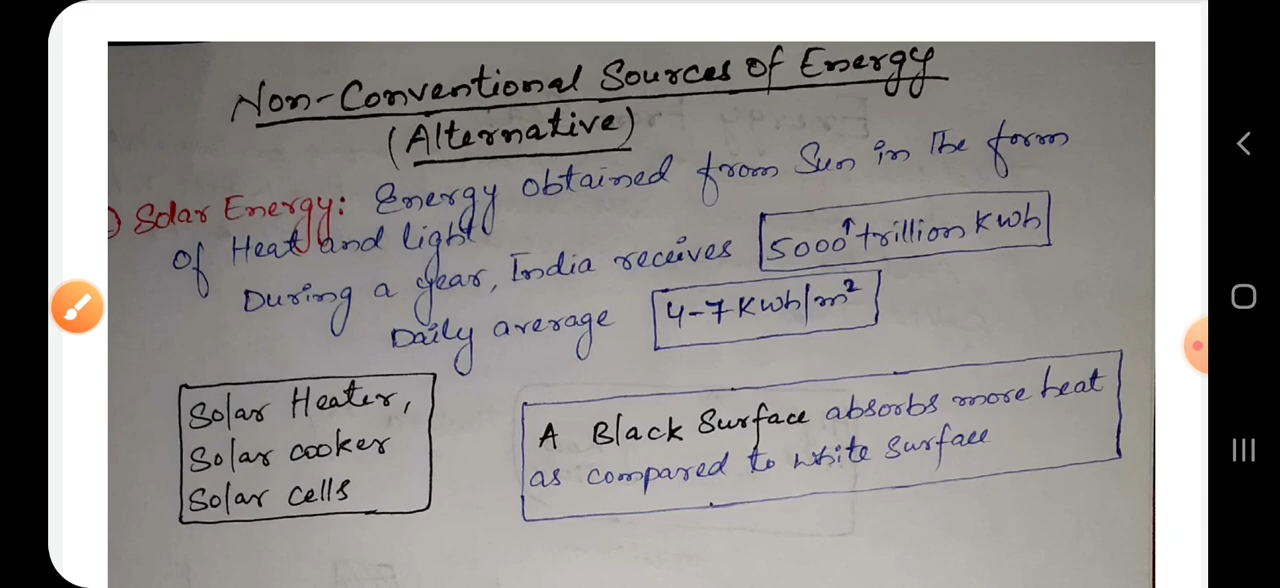 Non-Conventional Sources of Energy
(Alternative)
) Solar Energy: Energy obtained from Sun in the form
of Heat and light
During a year, India receives 5000↑ trillion kwh
Daily average 4-7 kwh/m²
Solar Heater,
Solar cooker
Solar cells
A Black Surface absorbs more heat
as compared to white surface